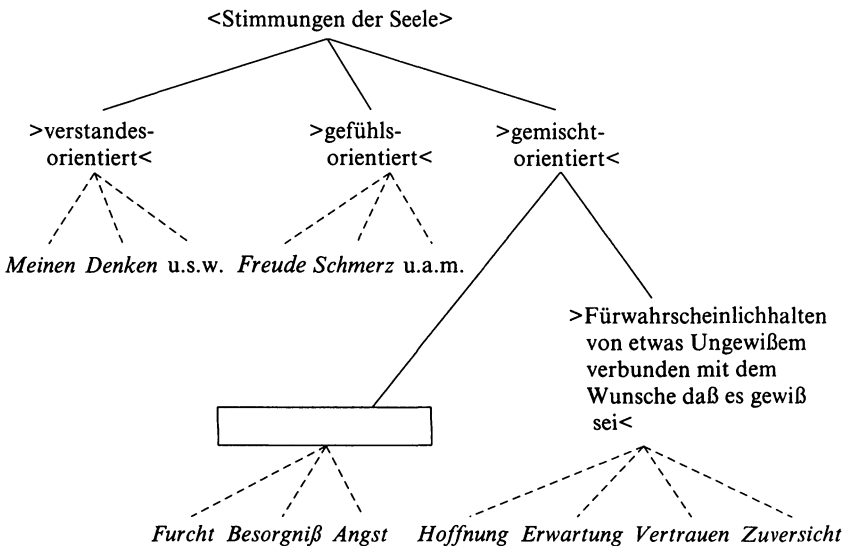 <Stimmungen der Seele>
>verstandes-
orientiert<
>gefühls-
orientiert<
>gemischt-
orientiert<
Meinen Denken u.s.w.
Freude Schmerz u.a.m.
>Fürwahrscheinlichhalten
von etwas Ungewißem
verbunden mit dem
Wunsche daß es gewiß
sei<
Furcht Besorgniß Angst
Hoffnung Erwartung Vertrauen Zuversicht